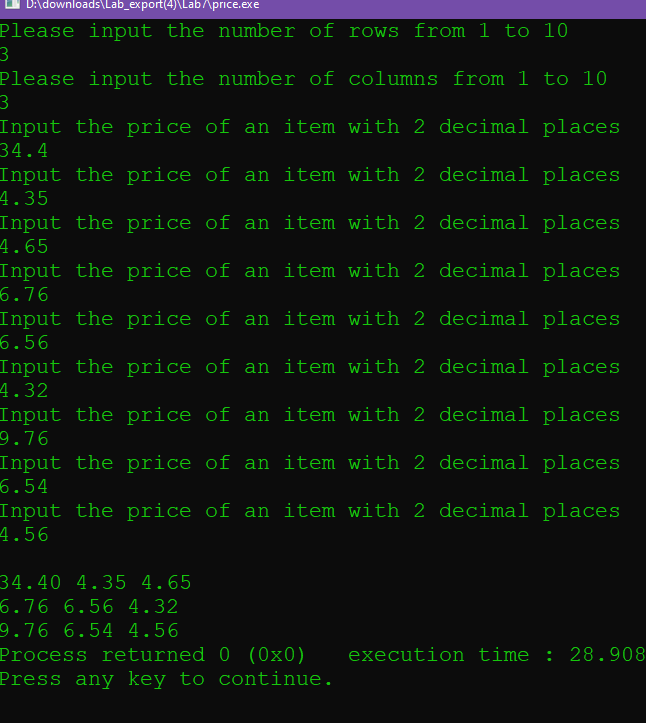 D:\downloads\Lab_export(4)\Lab7\price.exe
Please input the number of rows from 1 to 10
3
Please input the number of columns from 1 to 10
3
Input the price of an item with 2 decimal places
34.4
Input the price of an item with 2 decimal places
4.35
Input the price of an item with 2 decimal places
4.65
Input the price of an item with 2 decimal places
6.76
Input the price of an item with 2 decimal places
6.56
Input the price of an item with 2 decimal places
4.32
Input the price of an item with 2 decimal places
9.76
Input the price of an item with 2 decimal places
6.54
Input the price of an item with 2 decimal places
4.56
34.40 4.35 4.65
6.76 6.56 4.32
9.76 6.54 4.56
Process returned 0 (0x0)   execution time : 28.908
Press any key to continue.